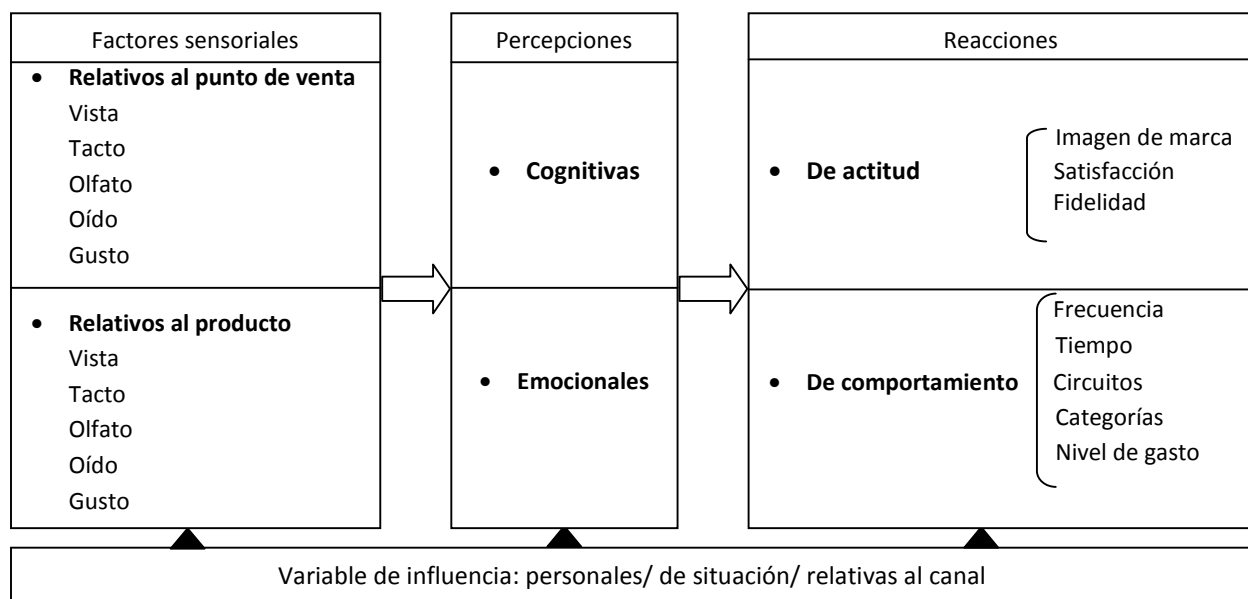 Factores sensoriales
• Relativos al punto de venta
Vista
Tacto
Olfato
Oído
Gusto
• Relativos al producto
Vista
Tacto
Olfato
Oído
Gusto
Percepciones
• Cognitivas
• Emocionales
Reacciones
• De actitud
Imagen de marca
Satisfacción
Fidelidad
• De comportamiento
Frecuencia
Tiempo
Circuitos
Categorías
Nivel de gasto
Variable de influencia: personales/ de situación/ relativas al canal